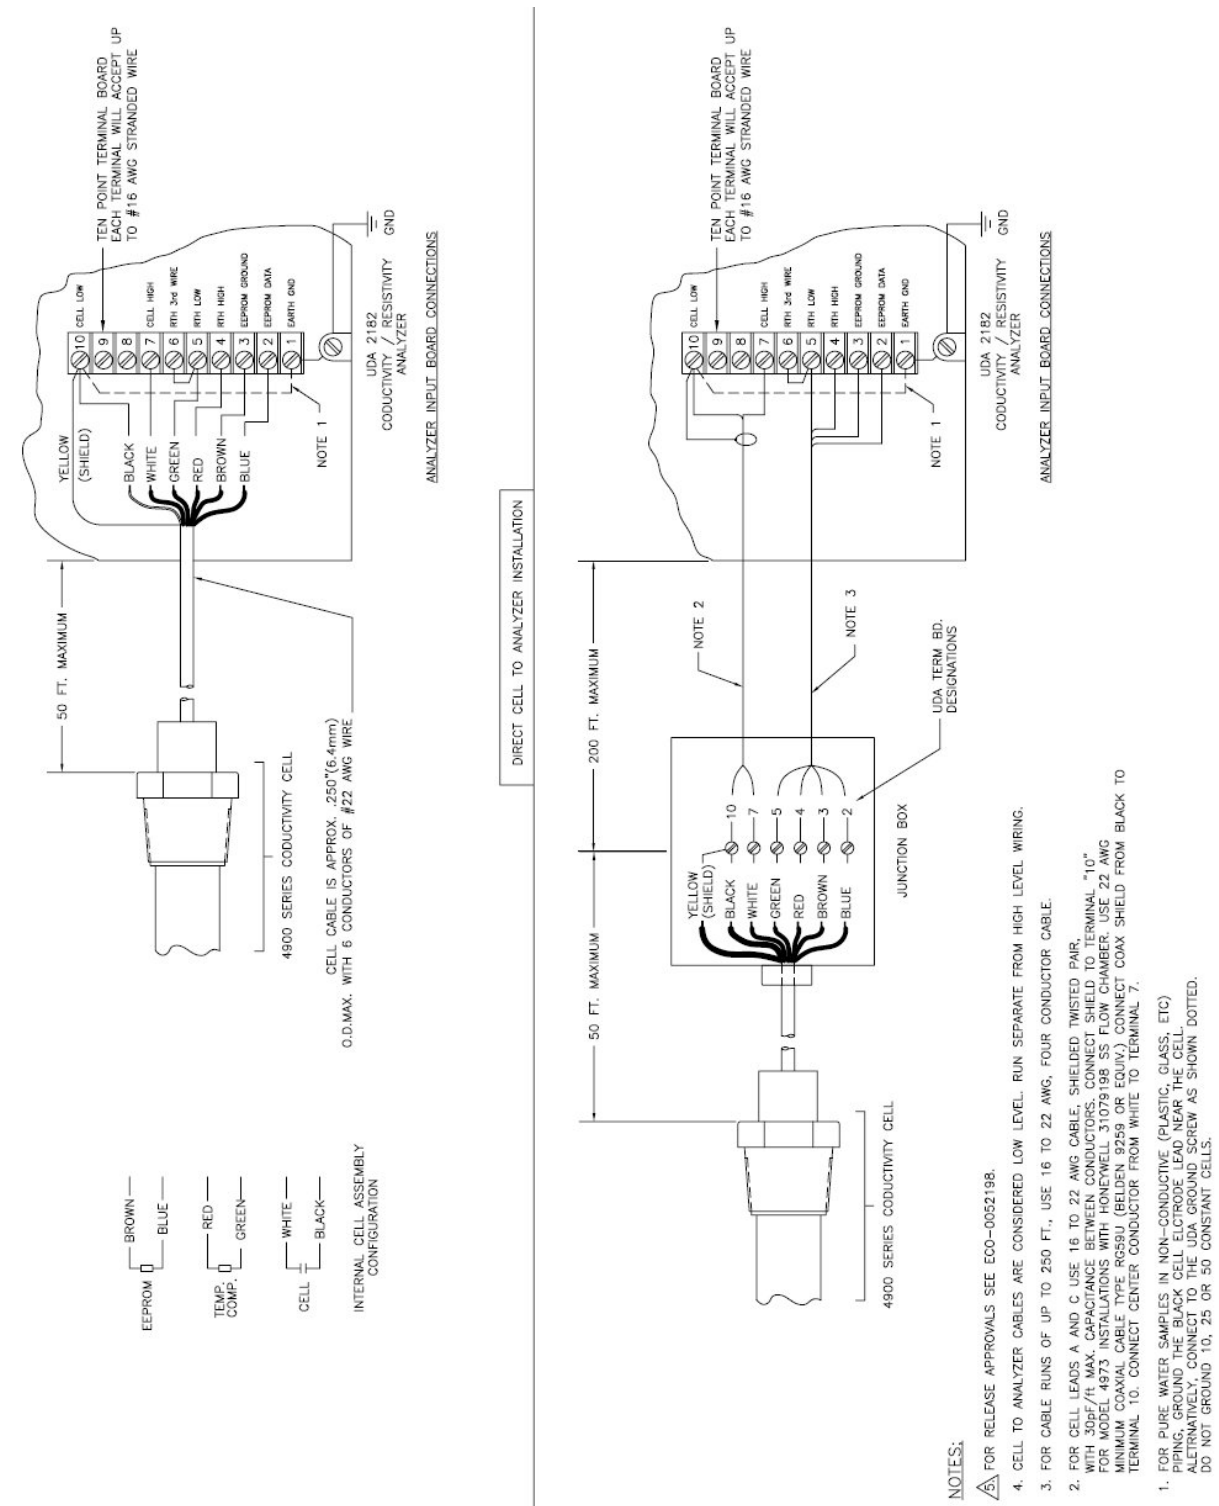 EEPROM
BROWN
BLUE
TEMP.
COMP.
RED
GREEN
CELL
WHITE
BLACK
INTERNAL CELL ASSEMBLY
CONFIGURATION
50 FT. MAXIMUM
4900 SERIES CODUCTIVITY CELL
CELL CABLE IS APPROX. .250"(6.4mm)
O.D.MAX. WITH 6 CONDUCTORS OF #22 AWG WIRE
YELLOW
(SHIELD)
BLACK
WHITE
GREEN
RED
BROWN
BLUE
NOTE 1
10 CELL LOW
9
8
7 CELL HIGH
6 RTH 3rd WIRE
5 RTH LOW
4 RTH HIGH
3 EEPROM GROUND
2 EEPROM DATA
1 EARTH GND
TEN POINT TERMINAL BOARD
EACH TERMINAL WILL ACCEPT UP
TO #16 AWG STRANDED WIRE
GND
UDA 2182
CODUCTIVITY / RESISTIVITY
ANALYZER
ANALYZER INPUT BOARD CONNECTIONS
DIRECT CELL TO ANALYZER INSTALLATION
50 FT. MAXIMUM
200 FT. MAXIMUM
4900 SERIES CODUCTIVITY CELL
YELLOW
(SHIELD)
BLACK 10
WHITE 7
GREEN 5
RED 4
BROWN 3
BLUE 2
JUNCTION BOX
UDA TERM BD.
DESIGNATIONS
NOTE 2
NOTE 3
NOTE 1
10 CELL LOW
9
8
7 CELL HIGH
6 RTH 3rd WIRE
5 RTH LOW
4 RTH HIGH
3 EEPROM GROUND
2 EEPROM DATA
1 EARTH GND
TEN POINT TERMINAL BOARD
EACH TERMINAL WILL ACCEPT UP
TO #16 AWG STRANDED WIRE
GND
UDA 2182
CODUCTIVITY / RESISTIVITY
ANALYZER
ANALYZER INPUT BOARD CONNECTIONS
NOTES:
5. FOR RELEASE APPROVALS SEE ECO-0052198.
4. CELL TO ANALYZER CABLES ARE CONSIDERED LOW LEVEL. RUN SEPARATE FROM HIGH LEVEL WIRING.
3. FOR CABLE RUNS OF UP TO 250 FT., USE 16 TO 22 AWG, FOUR CONDUCTOR CABLE.
2. FOR CELL LEADS A AND C USE 16 TO 22 AWG CABLE, SHIELDED TWISTED PAIR,
WITH 30pF/ft MAX. CAPACITANCE BETWEEN CONDUCTORS. CONNECT SHIELD TO TERMINAL "10"
FOR MODEL 4973 INSTALLATIONS WITH HONEYWELL 31079198 SS FLOW CHAMBER, USE 22 AWG
MINIMUM COAXIAL CABLE TYPE RG59U (BELDEN 9259 OR EQUIV.) CONNECT COAX SHIELD FROM BLACK TO
TERMINAL 10. CONNECT CENTER CONDUCTOR FROM WHITE TO TERMINAL 7.
1. FOR PURE WATER SAMPLES IN NON-CONDUCTIVE (PLASTIC, GLASS, ETC)
PIPING, GROUND THE BLACK CELL ELCTRODE LEAD NEAR THE CELL.
ALETRNATIVELY, CONNECT TO THE UDA GROUND SCREW AS SHOWN DOTTED.
DO NOT GROUND 10, 25 OR 50 CONSTANT CELLS.